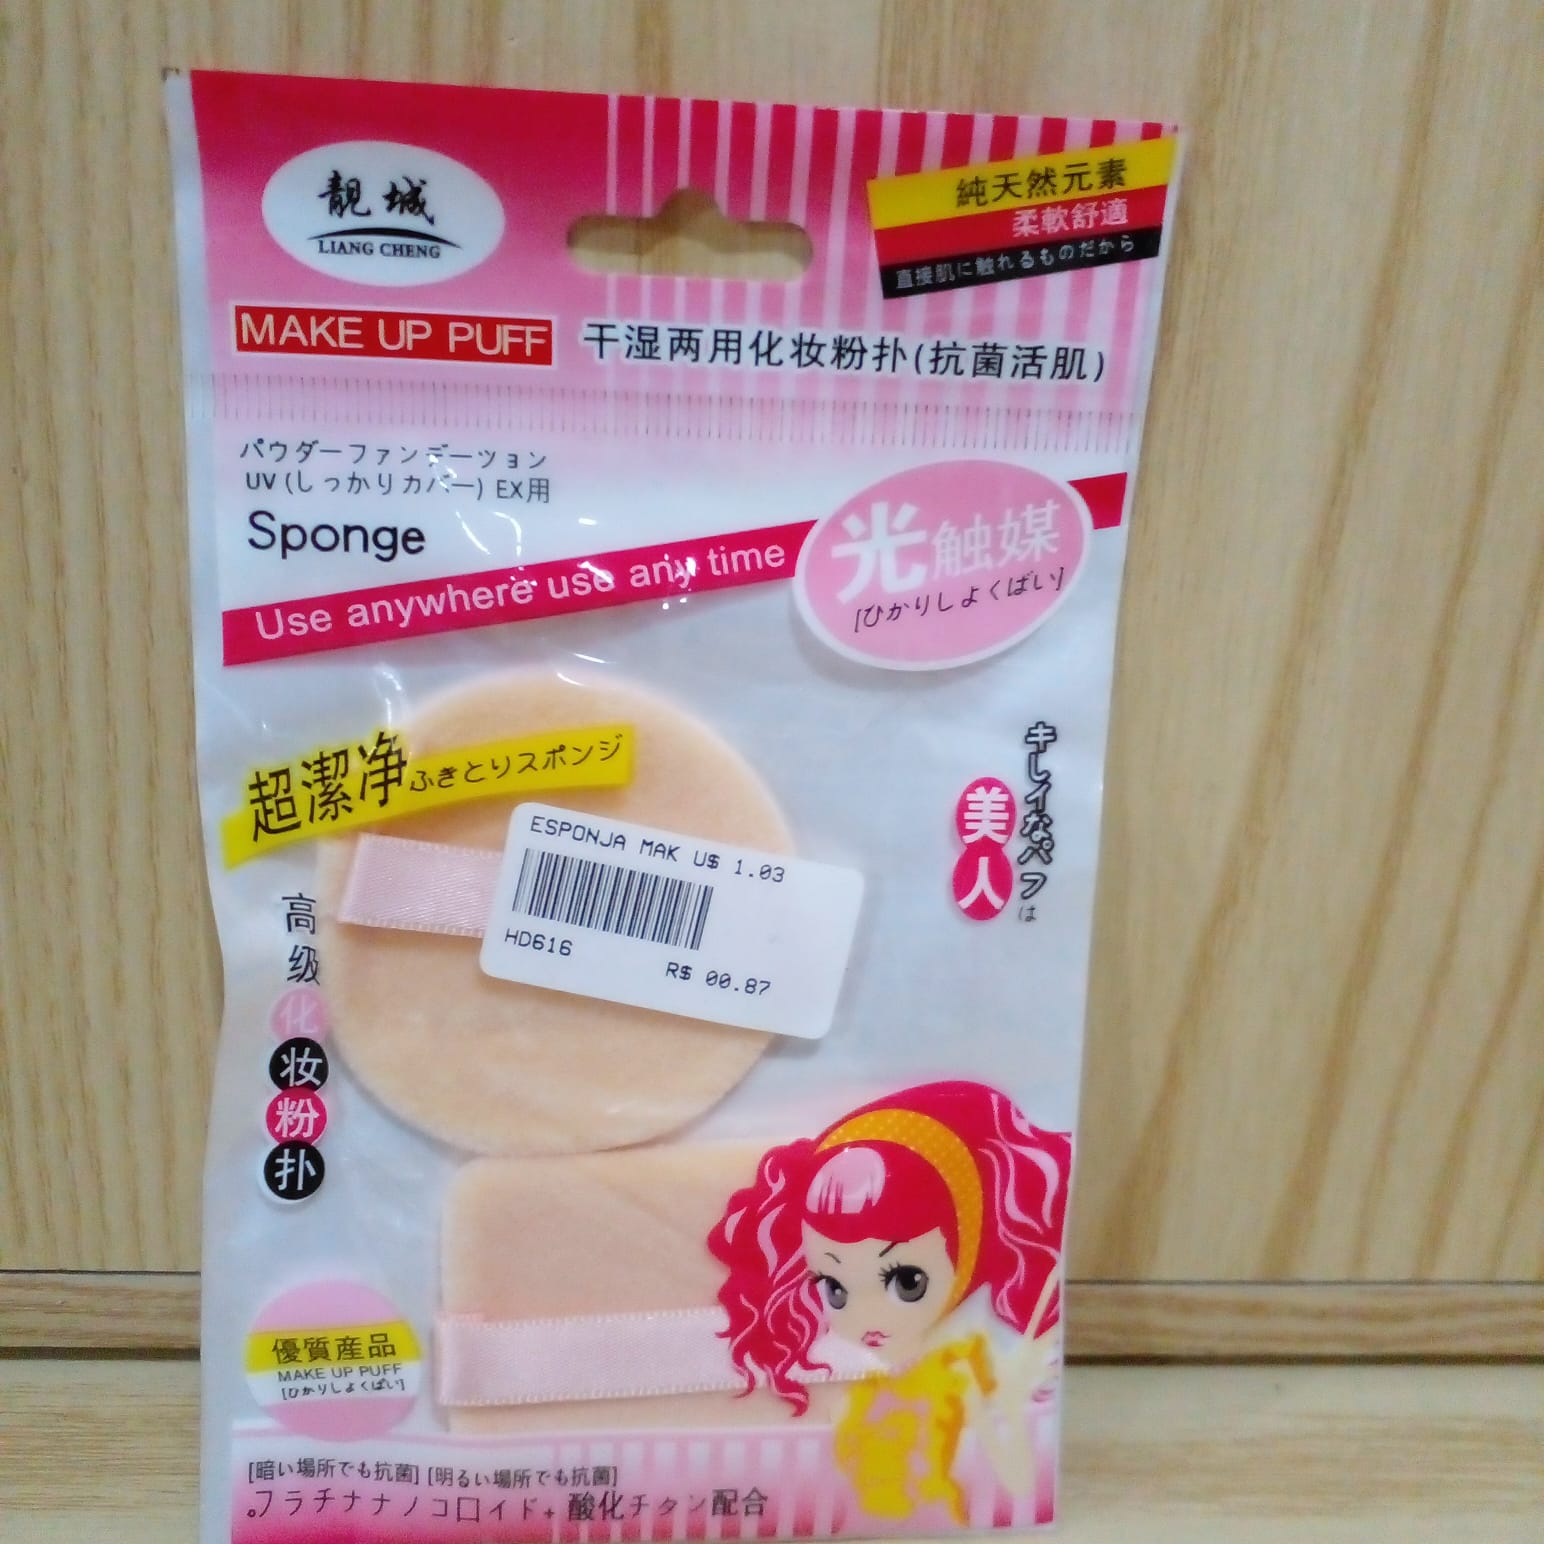 靚城
LIANG CHENG
純天然元素
柔軟舒適
直接肌に触れるものだから
MAKE UP PUFF
干湿两用化妆粉扑(抗菌活肌)
パウダーファンデーツョン
UV (しっかりカバー) EX用
Sponge
Use anywhere use any time
光触媒
[ひかりしよくばい]
超潔净ふきとりスポンジ
キレイなパフは
美人
ESPONJA MAK U$ 1.03
HD616
R$ 00.87
高级化妆粉扑
優質産品
MAKE UP PUFF
[ひかりしよくばい]
[暗い場所でも抗菌] [明るい場所でも抗菌]
。フラチナナノコロイド+酸化チタン配合